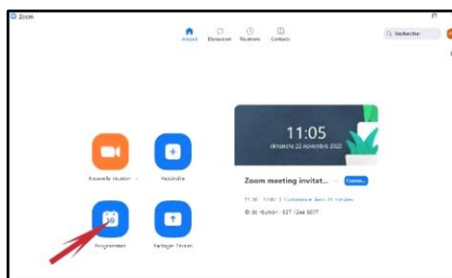 Zoom
Accueil Discussion Réunions Contacts
Rechercher
11:05
dimanche 22 novembre 2020
Nouvelle réunion
Rejoindre
Zoom meeting invitat...
19
Programmer
Partager l'écran